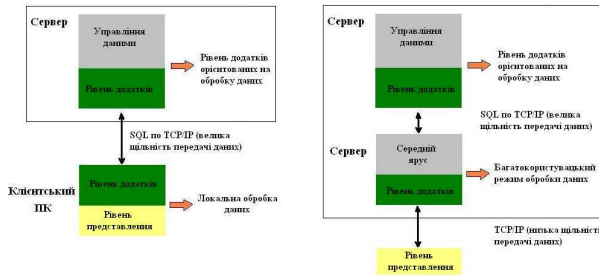 Сервер
Управління
даними
Рівень додатків
Рівень додатків
орієнтованих на
обробку даних
SQL по TCP/IP (велика
щільність передачі даних)
Клієнтський
ПК
Рівень додатків
Рівень
представлення
Локальна обробка
даних
Сервер
Управління
даними
Рівень додатків
Рівень додатків
орієнтованих на
обробку даних
SQL по TCP/IP (велика
щільність передачі даних)
Сервер
Середній
ярус
Рівень додатків
Багатокористувацький
режим обробки даних
TCP/IP (низька щільність
передачі даних)
Рівень
представлення